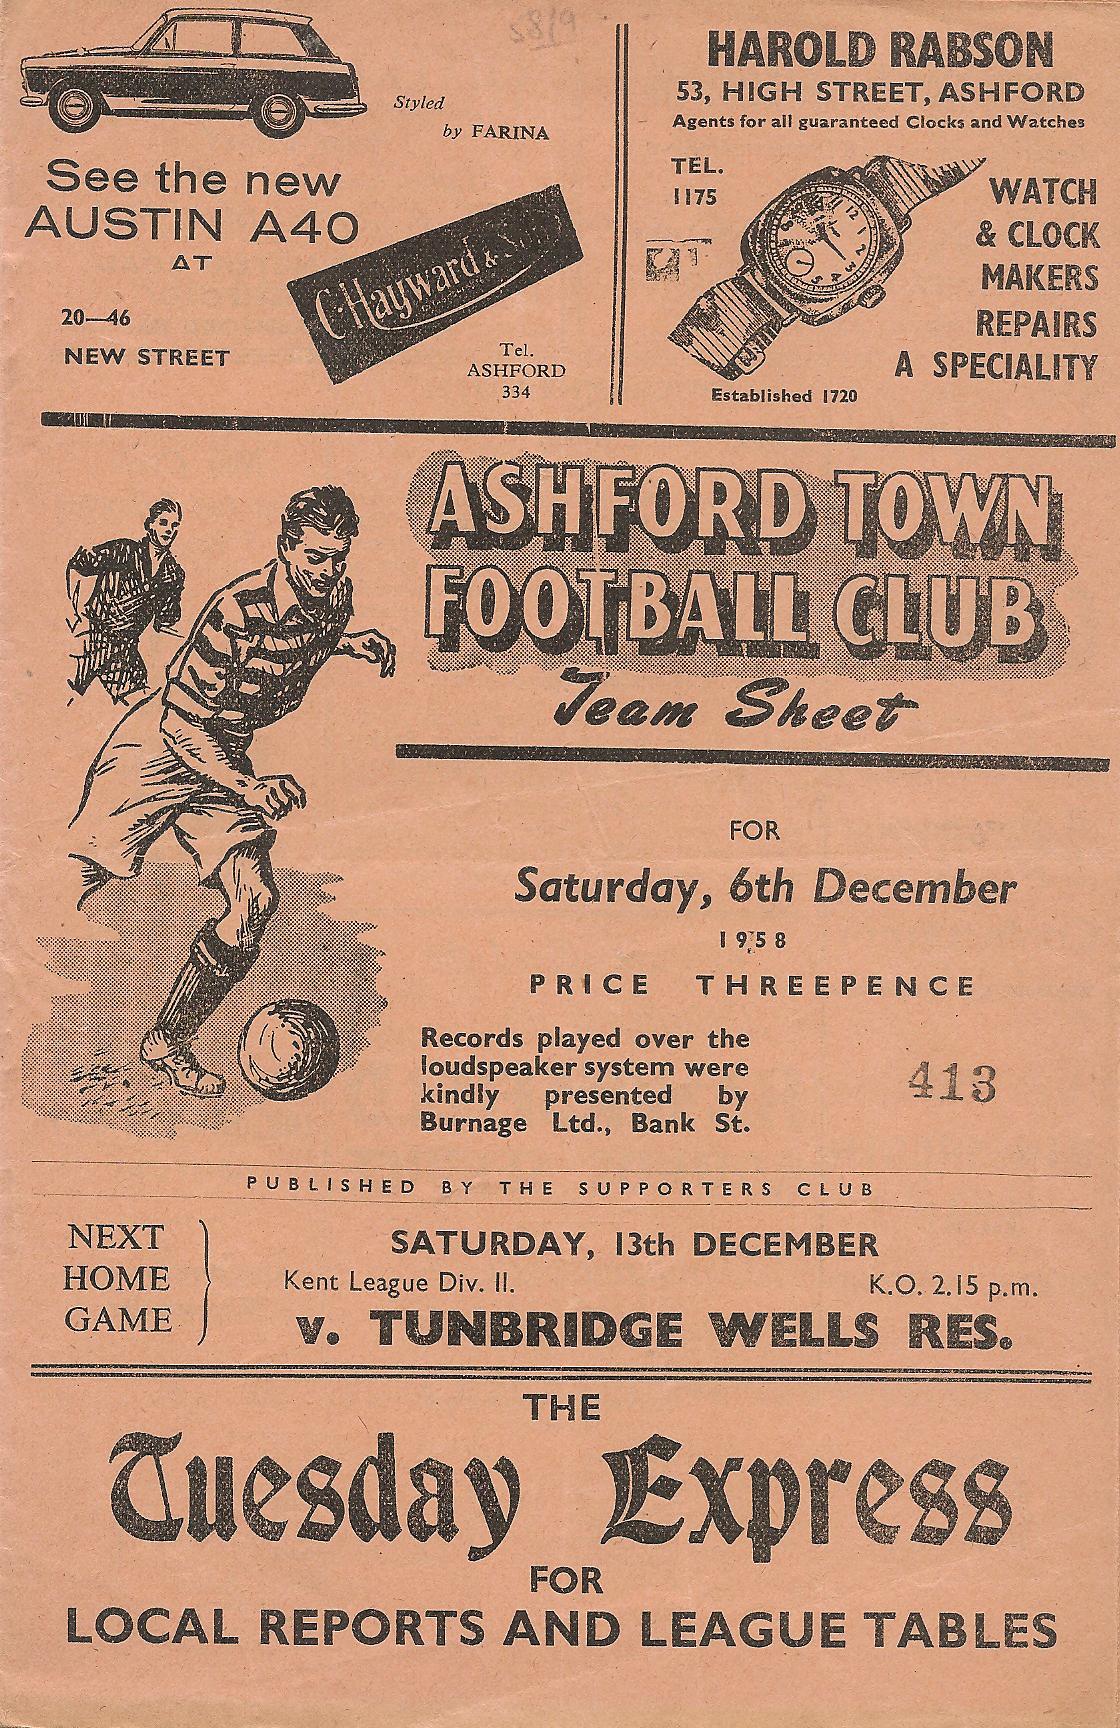 58/9
Styled
by FARINA
See the new
AUSTIN A40
AT
20—46
NEW STREET
C. Hayward & Sons
Tel.
ASHFORD
334
HAROLD RABSON
53, HIGH STREET, ASHFORD
Agents for all guaranteed Clocks and Watches
TEL.
1175
WATCH
& CLOCK
MAKERS
REPAIRS
A SPECIALITY
Established 1720
ASHFORD TOWN
FOOTBALL CLUB
Team Sheet
FOR
Saturday, 6th December
1958
PRICE THREEPENCE
Records played over the
loudspeaker system were
kindly presented by
Burnage Ltd., Bank St.
413
PUBLISHED BY THE SUPPORTERS CLUB
NEXT
HOME
GAME
SATURDAY, 13th DECEMBER
Kent League Div. II.
K.O. 2.15 p.m.
v. TUNBRIDGE WELLS RES.
THE
Tuesday Express
FOR
LOCAL REPORTS AND LEAGUE TABLES